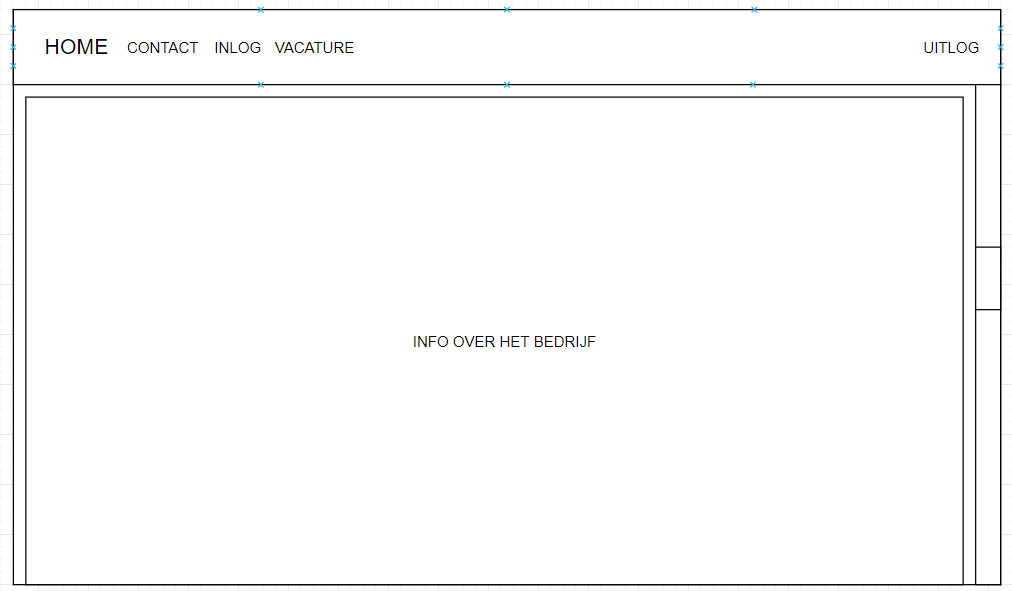 HOME CONTACT INLOG VACATURE UITLOG
INFO OVER HET BEDRIJF